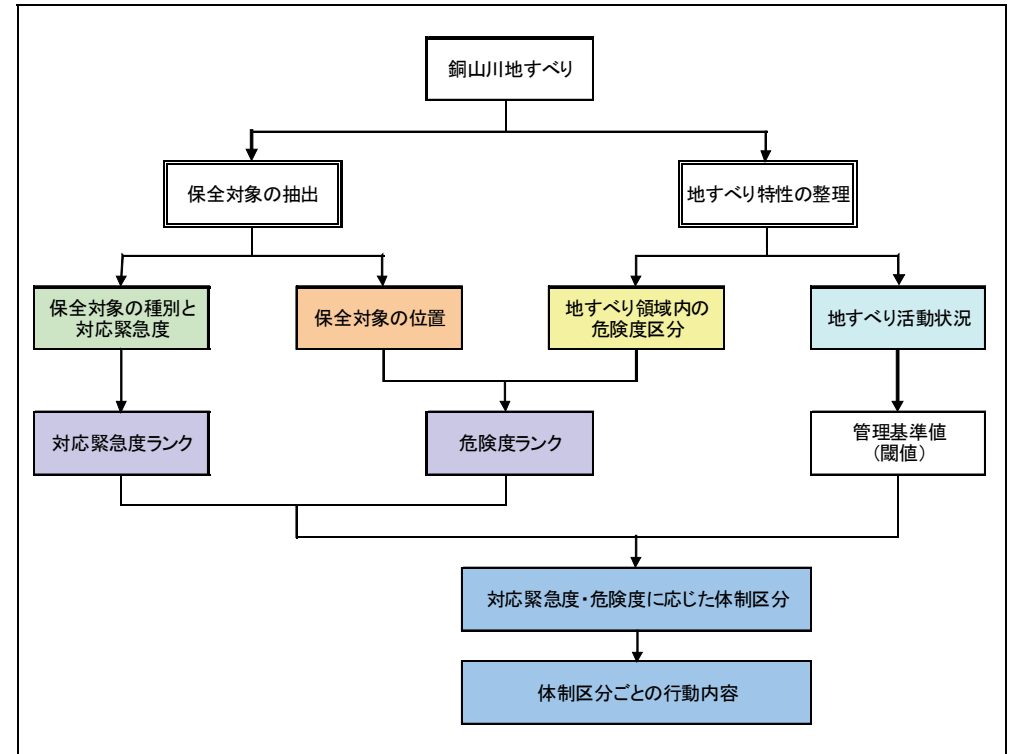 銅山川地すべり
保全対象の抽出
地すべり特性の整理
保全対象の種別と
対応緊急度
保全対象の位置
地すべり領域内の
危険度区分
地すべり活動状況
対応緊急度ランク
危険度ランク
管理基準値
（閾値）
対応緊急度・危険度に応じた体制区分
体制区分ごとの行動内容